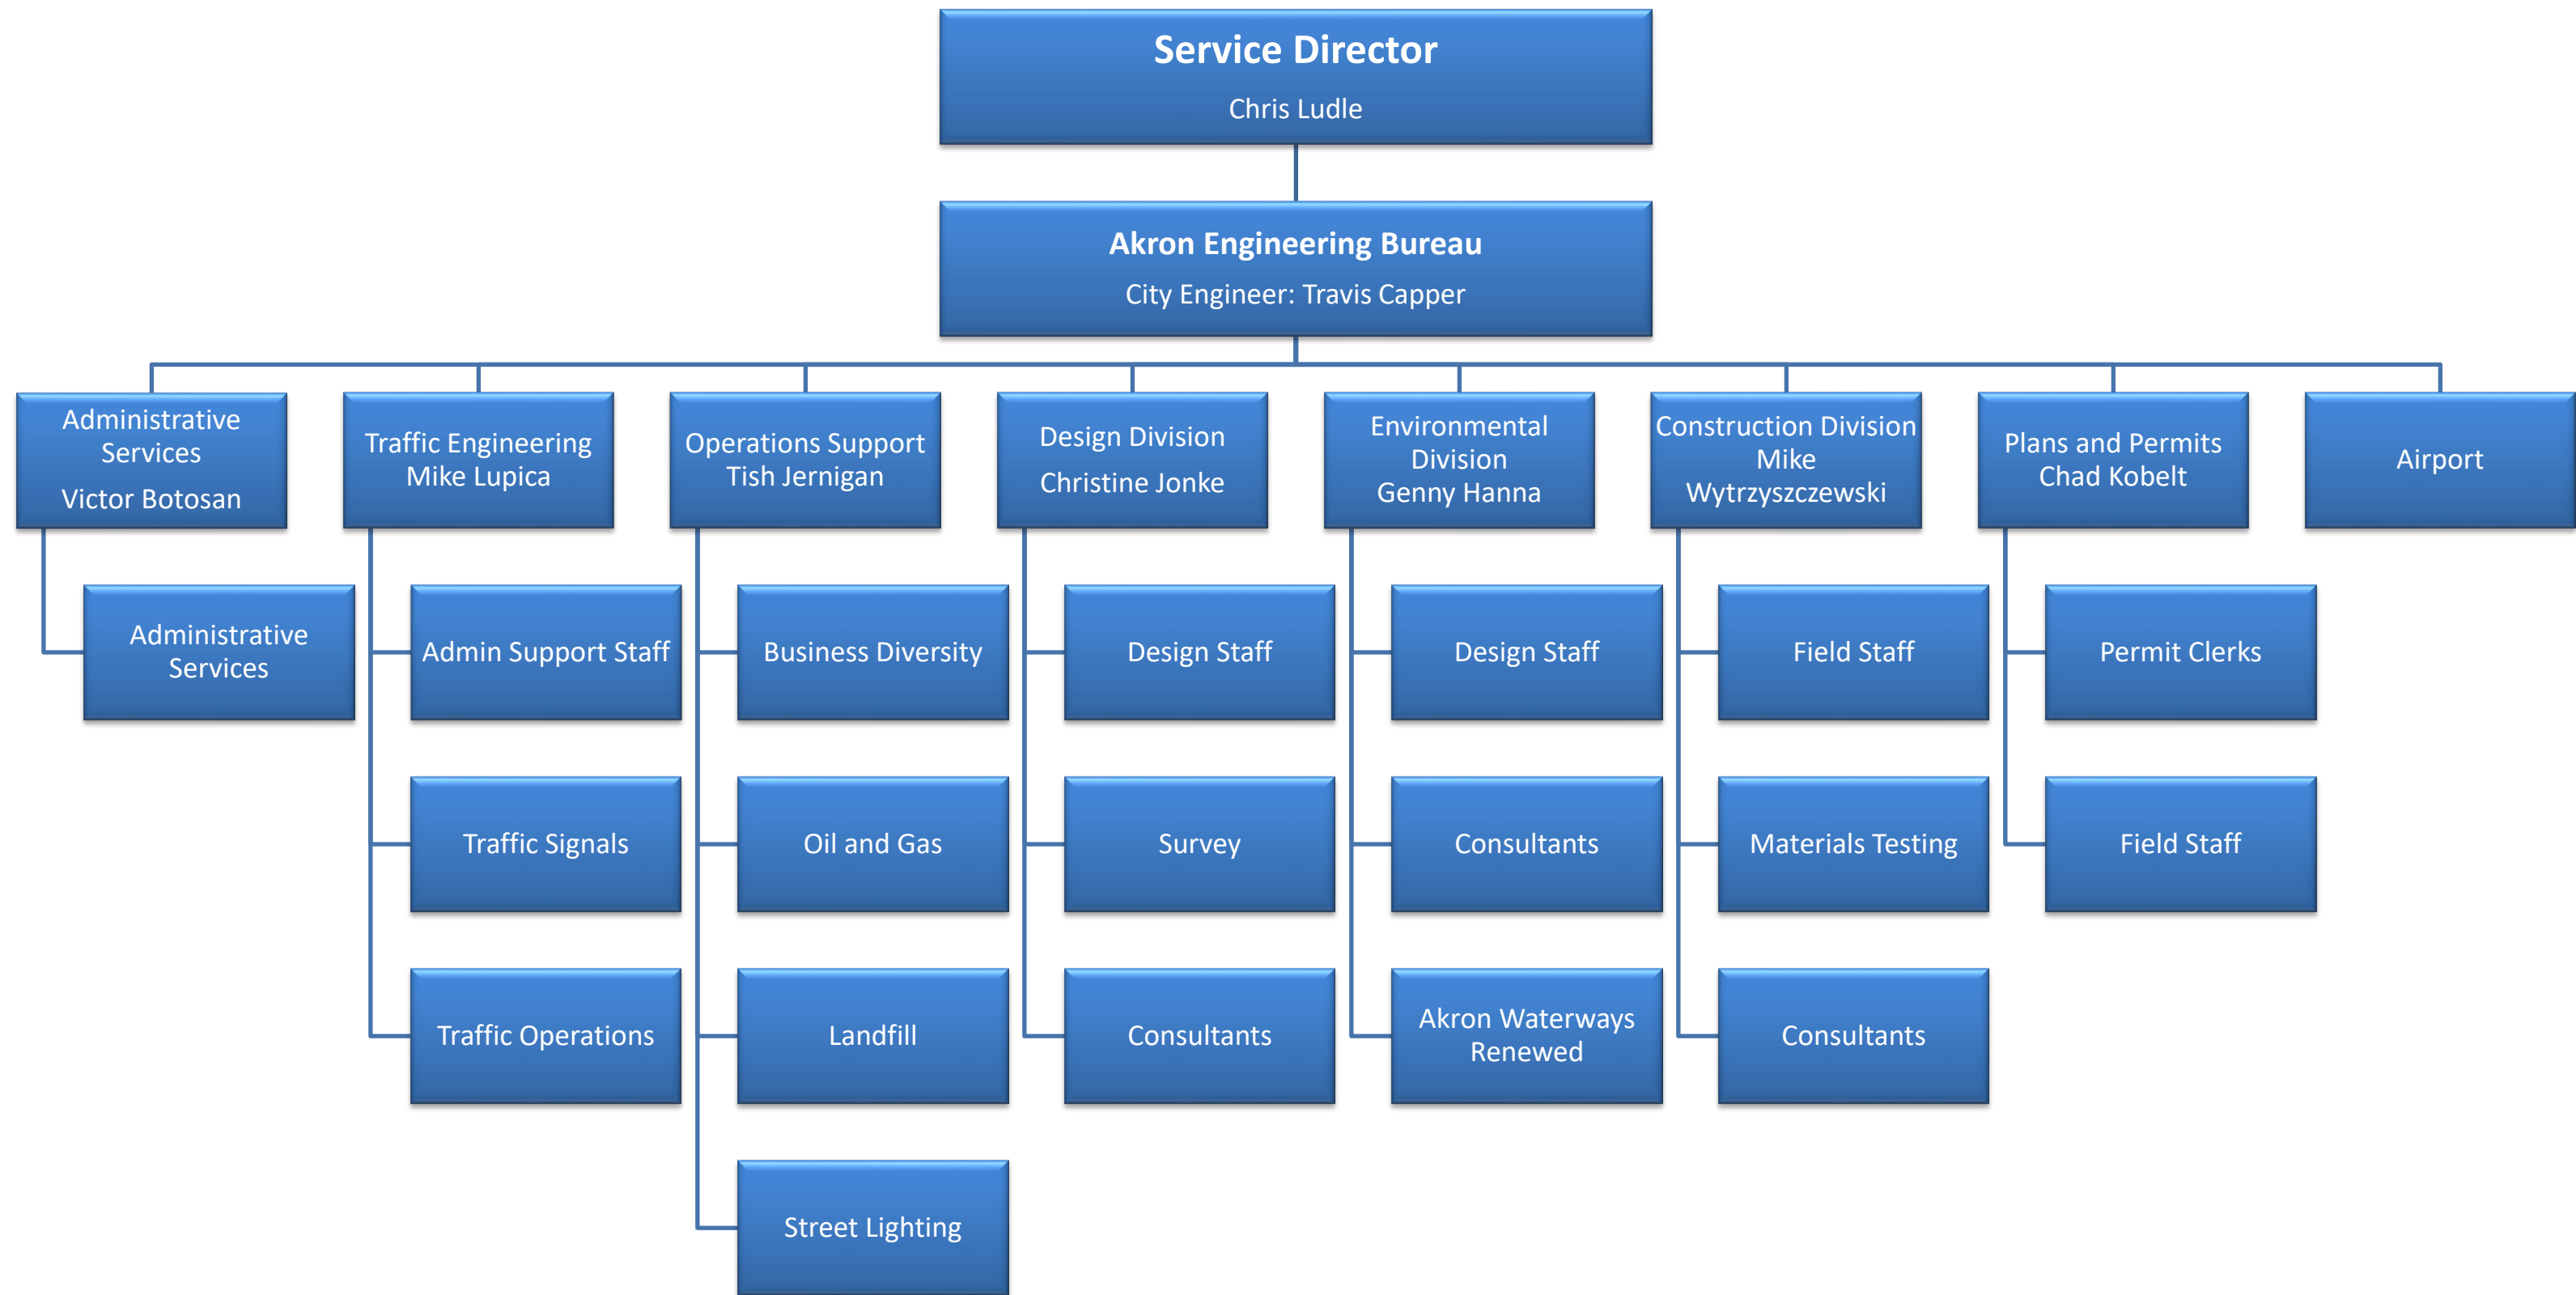 Service Director
Chris Ludle
Akron Engineering Bureau
City Engineer: Travis Capper
Administrative
Services
Victor Botosan
Traffic Engineering
Mike Lupica
Operations Support
Tish Jernigan
Design Division
Christine Jonke
Environmental
Division
Genny Hanna
Construction Division
Mike
Wytrzyszczewski
Plans and Permits
Chad Kobelt
Airport
Administrative
Services
Admin Support Staff
Business Diversity
Design Staff
Design Staff
Field Staff
Permit Clerks
Traffic Signals
Oil and Gas
Survey
Consultants
Materials Testing
Field Staff
Traffic Operations
Landfill
Consultants
Akron Waterways
Renewed
Consultants
Street Lighting